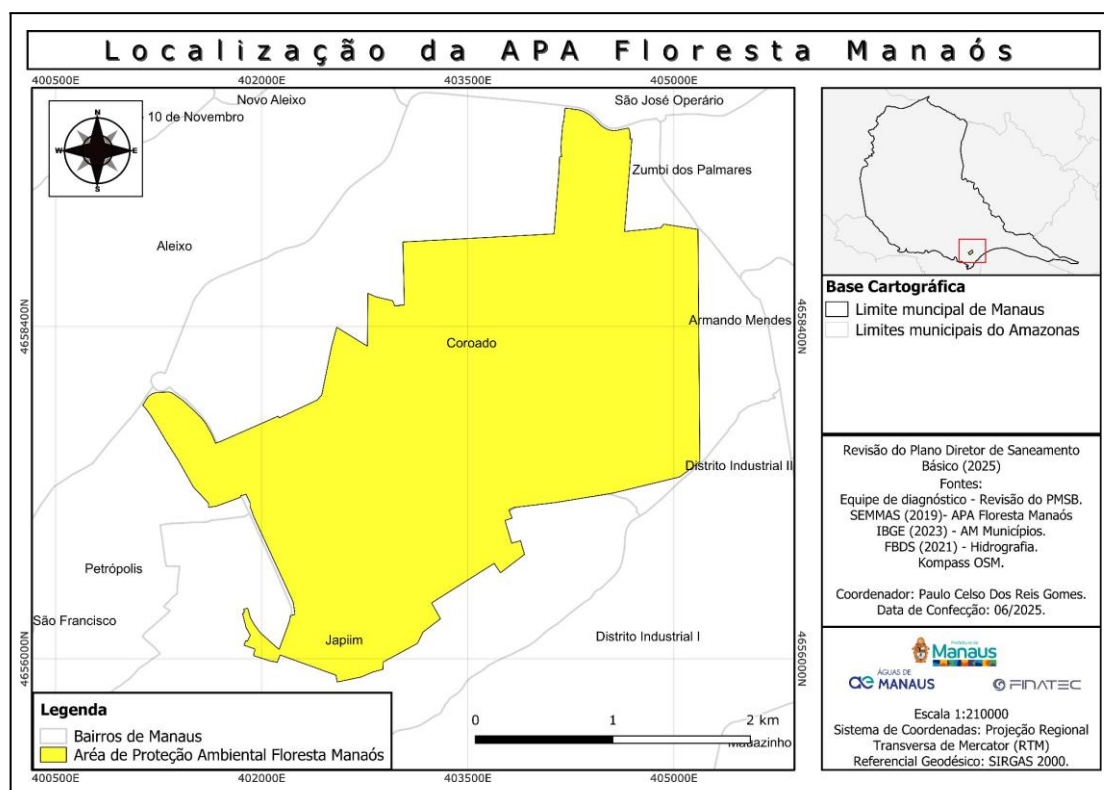 Localização da APA Floresta Manaós
400500E
402000E
403500E
405000E
Novo Aleixo
São José Operário
10 de Novembro
N
W
E
S
Zumbi dos Palmares
Aleixo
4658400N
Armando Mendes
4658400N
Coroado
Distrito Industrial II
Petrópolis
São Francisco
Japiim
Distrito Industrial I
4656000N
4656000N
Legenda
Bairros de Manaus
Aréa de Proteção Ambiental Floresta Manaós
0
1
2 km
Mauazinho
400500E
402000E
403500E
405000E
Base Cartográfica
Limite muncipal de Manaus
Limites municipais do Amazonas
Revisão do Plano Diretor de Saneamento
Básico (2025)
Fontes:
Equipe de diagnóstico - Revisão do PMSB.
SEMMAS (2019)- APA Floresta Manaós
IBGE (2023) - AM Municípios.
FBDS (2021) - Hidrografia.
Kompass OSM.
Coordenador: Paulo Celso Dos Reis Gomes.
Data de Confecção: 06/2025.
Prefeitura de
Manaus
ÁGUAS DE
MANAUS
FINATEC
Escala 1:210000
Sistema de Coordenadas: Projeção Regional
Transversa de Mercator (RTM)
Referencial Geodésico: SIRGAS 2000.